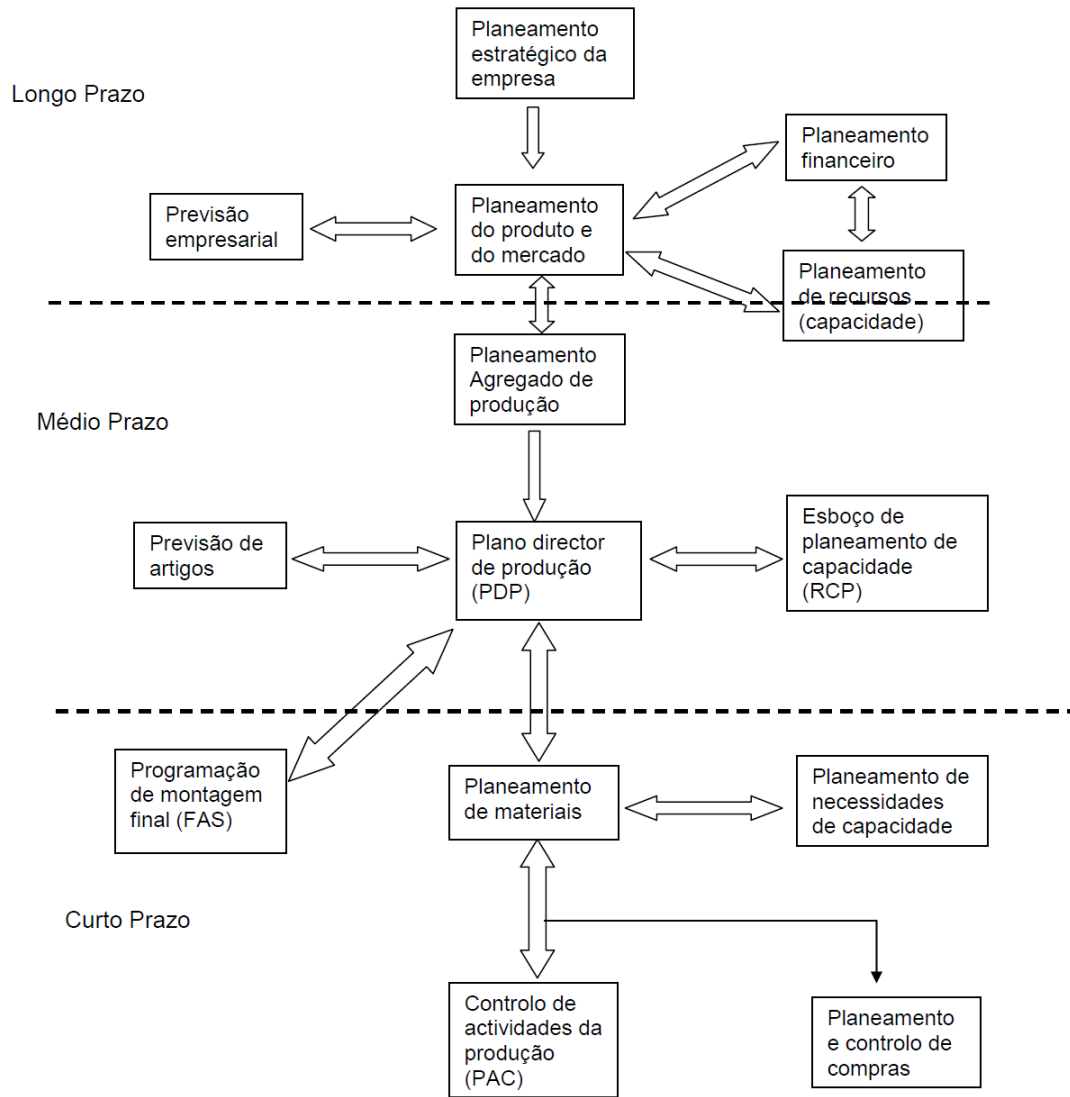 Planeamento
estratégico da
empresa
Longo Prazo
Planeamento
financeiro
Previsão
empresarial
Planeamento
do produto e
do mercado
Planeamento
de recursos
(capacidade)
Planeamento
Agregado de
produção
Médio Prazo
Previsão de
artigos
Plano director
de produção
(PDP)
Esboço de
planeamento de
capacidade
(RCP)
Programação
de montagem
final (FAS)
Planeamento
de materiais
Planeamento de
necessidades
de capacidade
Curto Prazo
Controlo de
actividades da
produção
(PAC)
Planeamento
e controlo de
compras